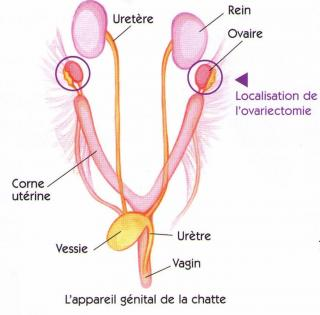 Uretère
Rein
Ovaire
Localisation de
l'ovariectomie
Corne
utérine
Vessie
Urètre
Vagin
L'appareil génital de la chatte